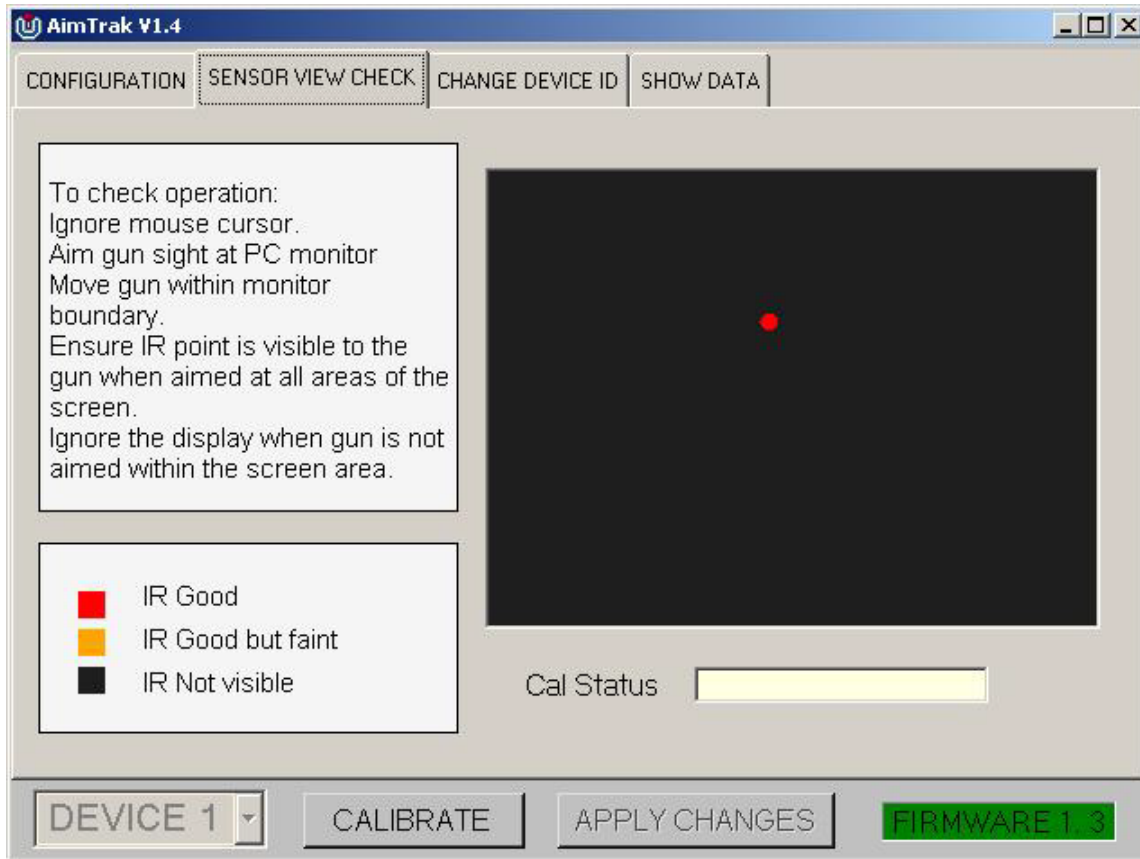 AimTrak V1.4
CONFIGURATION SENSOR VIEW CHECK CHANGE DEVICE ID SHOW DATA
To check operation:
Ignore mouse cursor.
Aim gun sight at PC monitor
Move gun within monitor
boundary.
Ensure IR point is visible to the
gun when aimed at all areas of the
screen.
Ignore the display when gun is not
aimed within the screen area.
IR Good
IR Good but faint
IR Not visible
Cal Status
DEVICE 1 CALIBRATE APPLY CHANGES FIRMWARE 1. 3